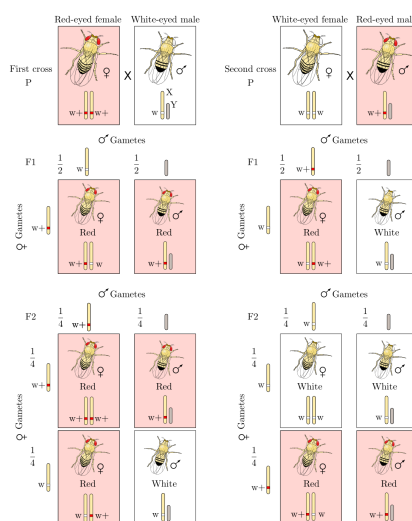 Red-eyed female White-eyed male
First cross
P
♀ X ♂
X
Y
w+ w+ w
♂ Gametes
F1 1/2 w 1/2
Gametes
♀
w+
♀ ♂
Red Red
w+ w w+
♂ Gametes
F2 1/4 w+ 1/4
Gametes
♀
1/4
w+
♀ ♂
Red Red
w+ w+ w+
1/4
w
♀ ♂
Red White
w w+ w
White-eyed female Red-eyed mal
Second cross
P
♀ X ♂
w w w+
♂ Gametes
F1 1/2 w+ 1/2
Gametes
♀
w
♀ ♂
Red White
w w+ w
♂ Gametes
F2 1/4 w 1/4
Gametes
♀
1/4
w
♀ ♂
White White
w w w
1/4
w+
♀ ♂
Red Red
w+ w w+